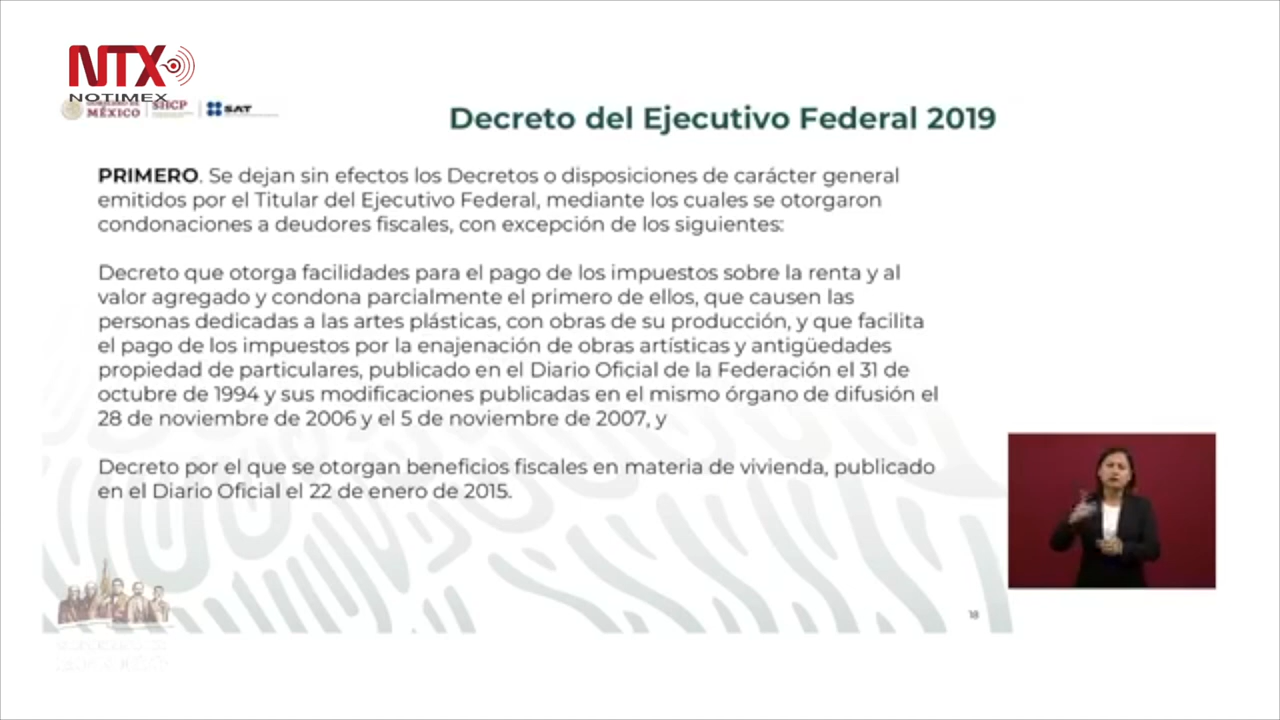 NTX
NOTIMEX
MÉXICO
SHCP
SAT
Decreto del Ejecutivo Federal 2019
PRIMERO. Se dejan sin efectos los Decretos o disposiciones de carácter general
emitidos por el Titular del Ejecutivo Federal, mediante los cuales se otorgaron
condonaciones a deudores fiscales, con excepción de los siguientes:
Decreto que otorga facilidades para el pago de los impuestos sobre la renta y al
valor agregado y condona parcialmente el primero de ellos, que causen las
personas dedicadas a las artes plásticas, con obras de su producción, y que facilita
el pago de los impuestos por la enajenación de obras artísticas y antigüedades
propiedad de particulares, publicado en el Diario Oficial de la Federación el 31 de
octubre de 1994 y sus modificaciones publicadas en el mismo órgano de difusión el
28 de noviembre de 2006 y el 5 de noviembre de 2007, y
Decreto por el que se otorgan beneficios fiscales en materia de vivienda, publicado
en el Diario Oficial el 22 de enero de 2015.
18